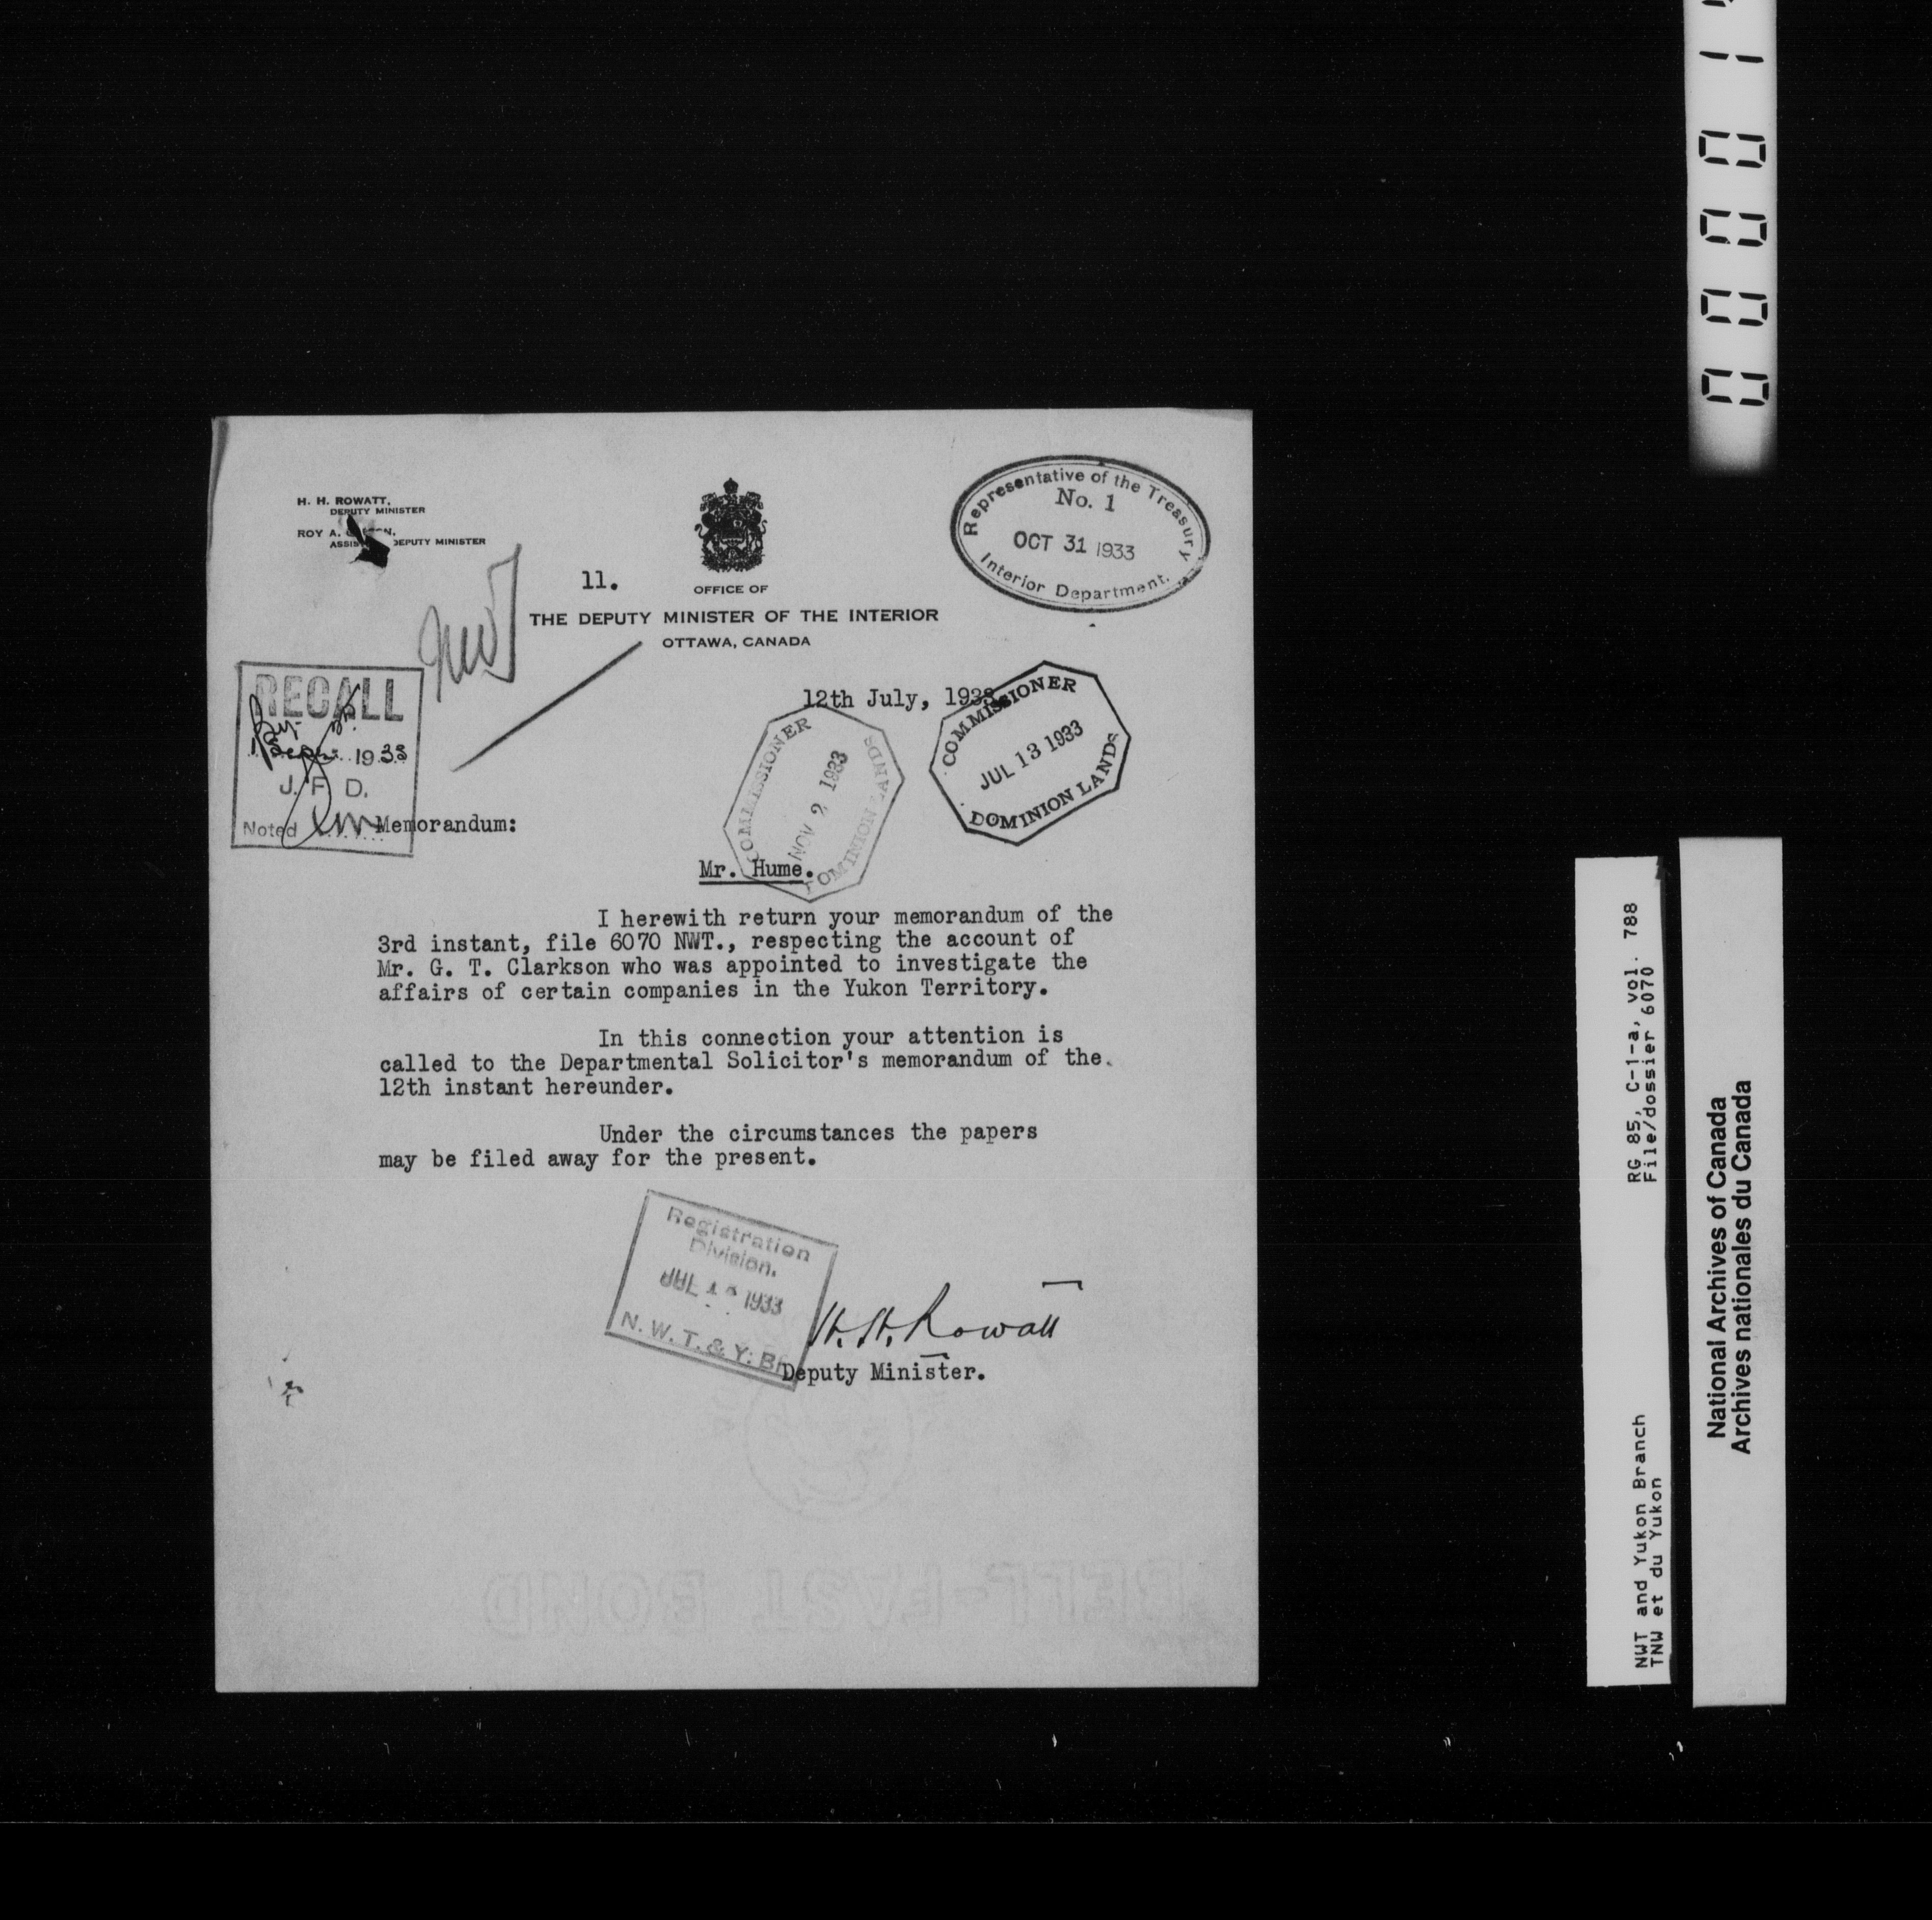 H. H. ROWATT,
DEPUTY MINISTER
ROY A.
DEPUTY MINISTER
11.
OFFICE OF
THE DEPUTY MINISTER OF THE INTERIOR
OTTAWA, CANADA
Representative of the Treasury
No. 1
OCT 31 1933
Interior Department.
12th July, 1933
RECALL
1933
J. F. D.
Noted
COMMISSIONER
NOV 2 1933
DOMINION LANDS
COMMISSIONER
JUL 13 1933
DOMINION LANDS
Memorandum:
Mr. Hume.
I herewith return your memorandum of the
3rd instant, file 6070 NWT., respecting the account of
Mr. G. T. Clarkson who was appointed to investigate the
affairs of certain companies in the Yukon Territory.
In this connection your attention is
called to the Departmental Solicitor's memorandum of the
12th instant hereunder.
Under the circumstances the papers
may be filed away for the present.
Registration
Division.
1933
N. W. T. & Y. Br
H. H. Rowatt
Deputy Minister.
BELL-FAST BOND
NWT and Yukon Branch RG 85, C-1-a, vol. 788
TNW et du Yukon File/dossier 6070
National Archives of Canada
Archives nationales du Canada